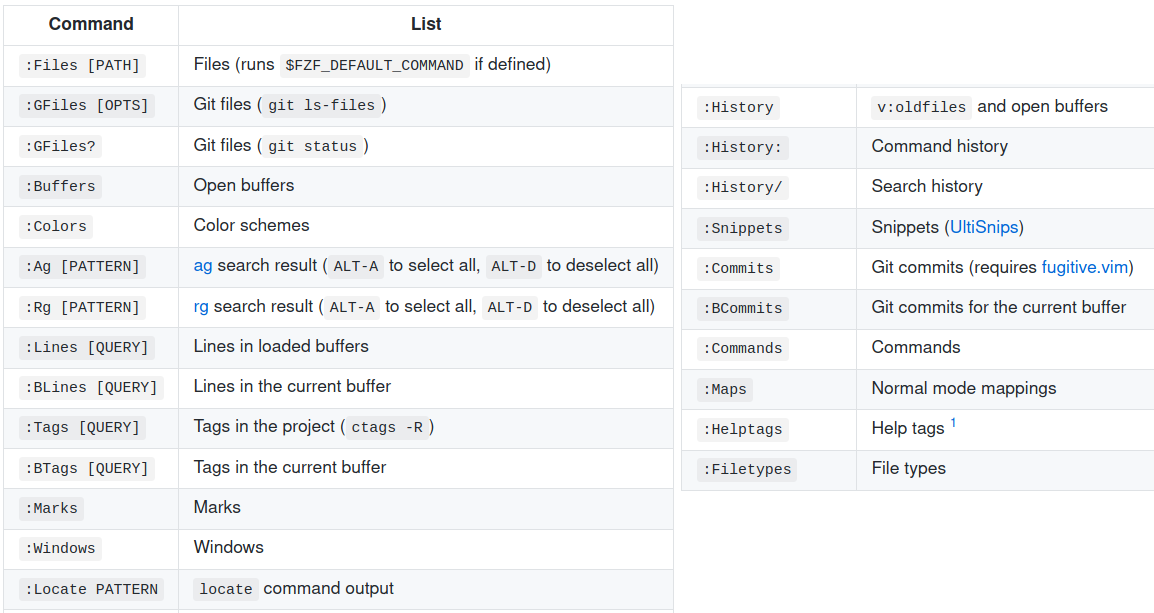 Command List
:Files [PATH] Files (runs $FZF_DEFAULT_COMMAND if defined)
:GFiles [OPTS] Git files ( git ls-files )
:GFiles? Git files ( git status )
:Buffers Open buffers
:Colors Color schemes
:Ag [PATTERN] ag search result ( ALT-A to select all, ALT-D to deselect all)
:Rg [PATTERN] rg search result ( ALT-A to select all, ALT-D to deselect all)
:Lines [QUERY] Lines in loaded buffers
:BLines [QUERY] Lines in the current buffer
:Tags [QUERY] Tags in the project ( ctags -R )
:BTags [QUERY] Tags in the current buffer
:Marks Marks
:Windows Windows
:Locate PATTERN locate command output
:History v:oldfiles and open buffers
:History: Command history
:History/ Search history
:Snippets Snippets (UltiSnips)
:Commits Git commits (requires fugitive.vim)
:BCommits Git commits for the current buffer
:Commands Commands
:Maps Normal mode mappings
:Helptags Help tags 1
:Filetypes File types